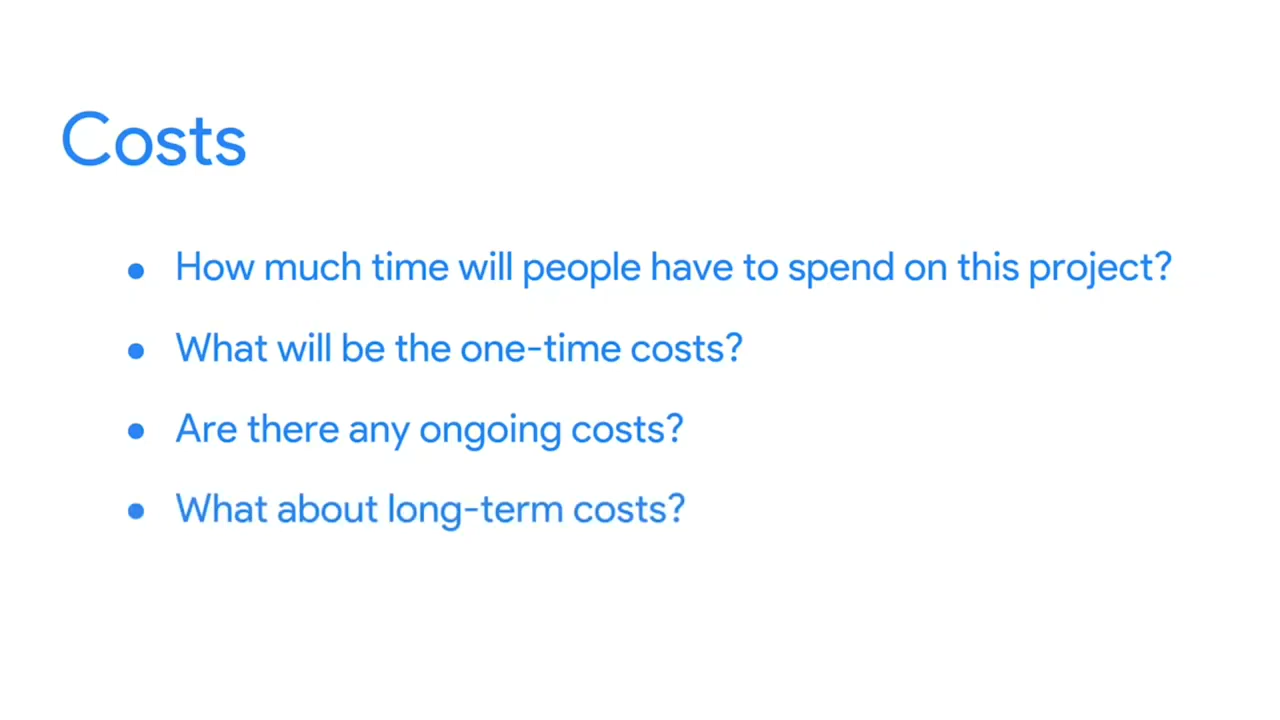 Costs
● How much time will people have to spend on this project?
● What will be the one-time costs?
● Are there any ongoing costs?
● What about long-term costs?